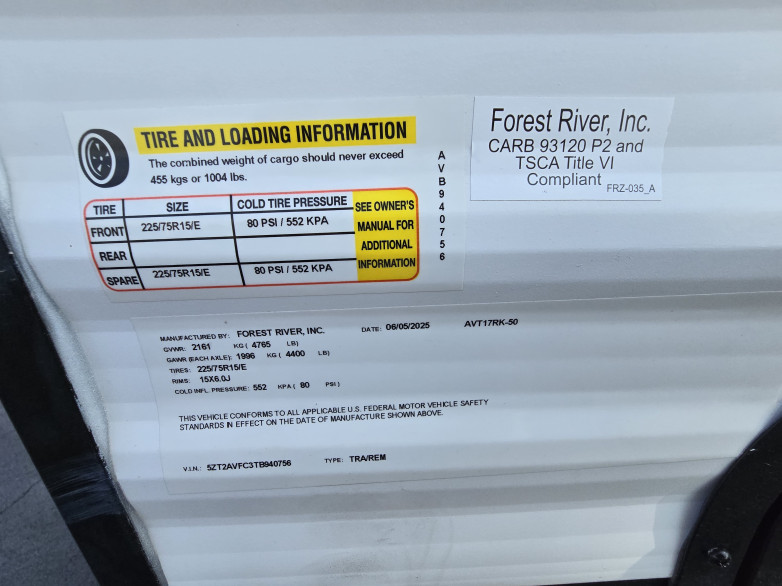 TIRE AND LOADING INFORMATION
The combined weight of cargo should never exceed
455 kgs or 1004 lbs.
TIRE SIZE COLD TIRE PRESSURE SEE OWNER'S MANUAL FOR ADDITIONAL INFORMATION
FRONT 225/75R15/E 80 PSI / 552 KPA
REAR
SPARE 225/75R15/E 80 PSI / 552 KPA
AVB940756
Forest River, Inc.
CARB 93120 P2 and
TSCA Title VI
Compliant
FRZ-035_A
MANUFACTURED BY: FOREST RIVER, INC. DATE: 06/05/2025 AVT17RK-50
GVWR: 2161 KG ( 4765 LB)
GAWR (EACH AXLE): 1996 KG ( 4400 LB)
TIRES: 225/75R15/E
RIMS: 15X6.0J
COLD INFL. PRESSURE: 552 KPA ( 80 PSI )
THIS VEHICLE CONFORMS TO ALL APPLICABLE U.S. FEDERAL MOTOR VEHICLE SAFETY
STANDARDS IN EFFECT ON THE DATE OF MANUFACTURE SHOWN ABOVE.
V.I.N.: 5ZT2AVFC3TB940756 TYPE: TRA/REM